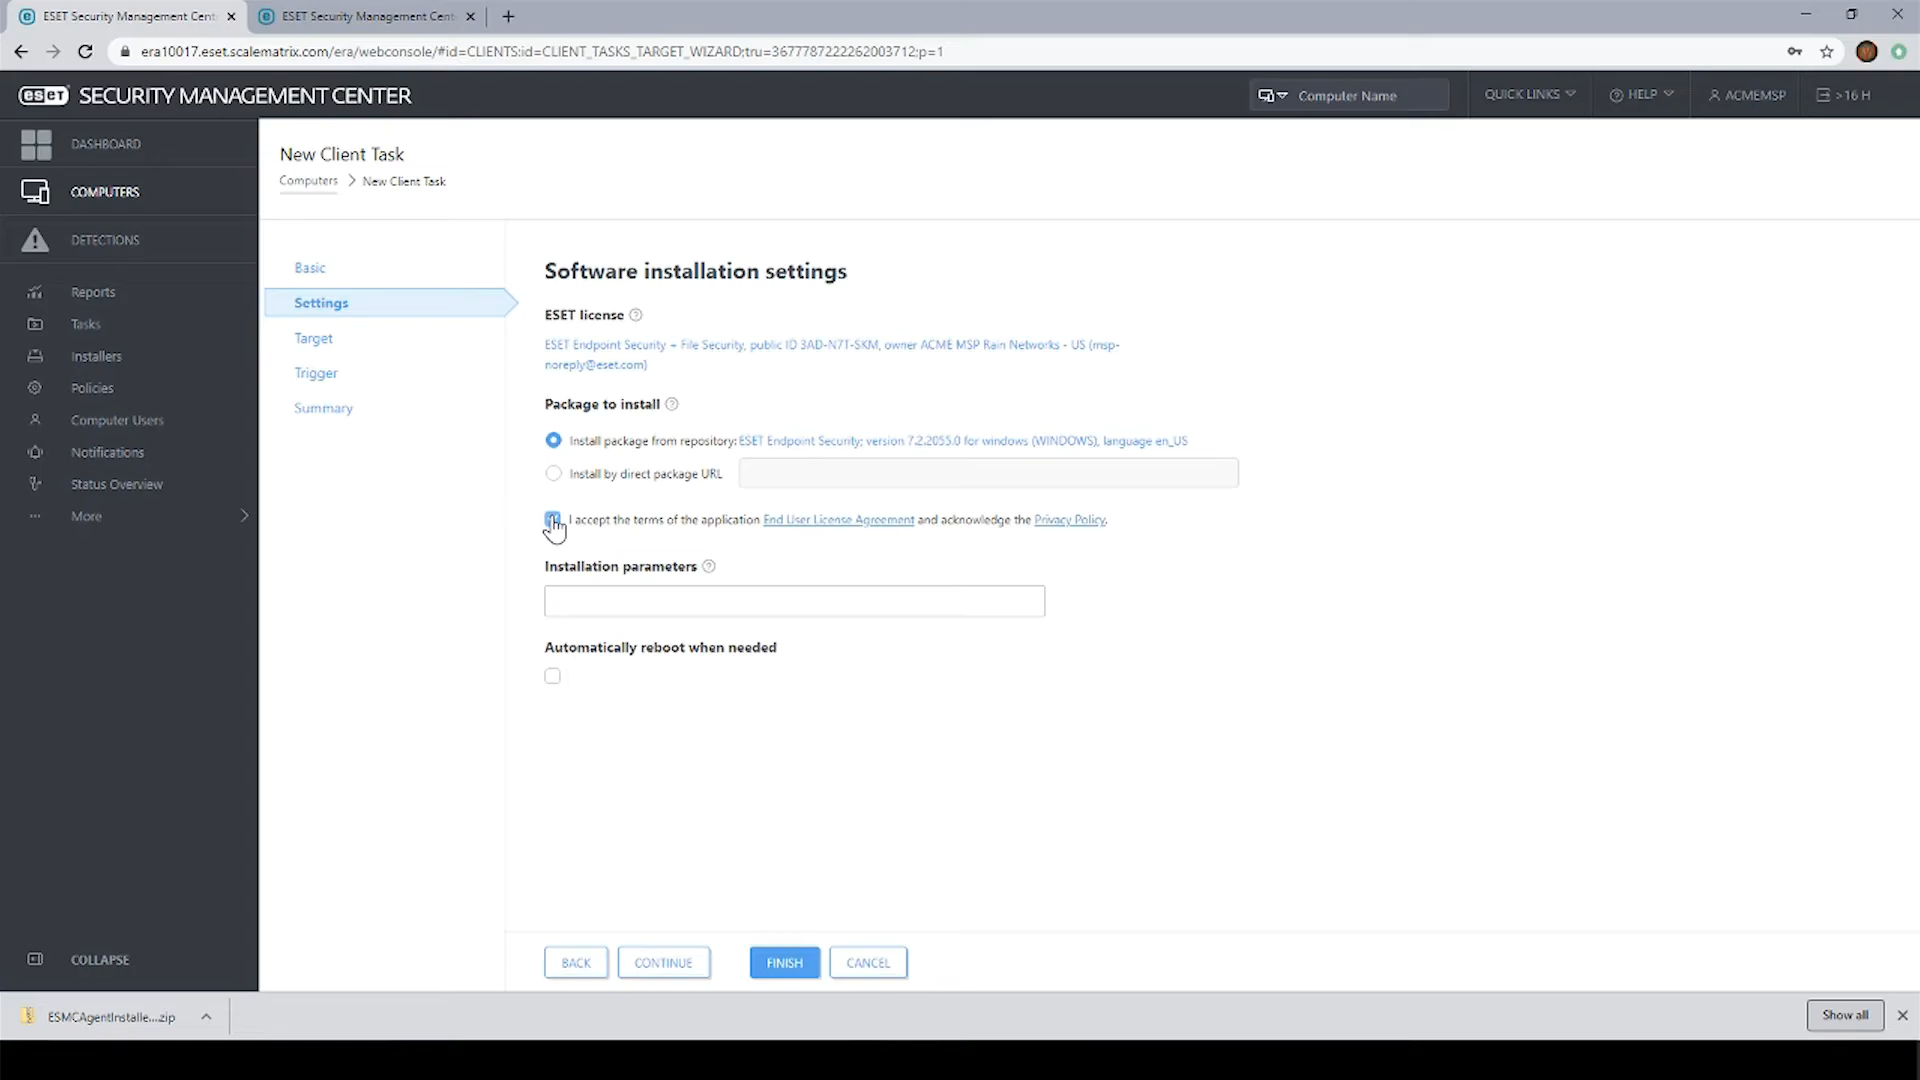 ESET Security Management Cent
ESET Security Management Cent
era10017.eset.scalematrix.com/era/webconsole/#id=CLIENTS:id=CLIENT_TASKS_TARGET_WIZARD;tru=3677787222262003712;p=1
eset SECURITY MANAGEMENT CENTER
Computer Name
QUICK LINKS
HELP
ACMEMSP
>16 H
DASHBOARD
COMPUTERS
DETECTIONS
Reports
Tasks
Installers
Policies
Computer Users
Notifications
Status Overview
More
COLLAPSE
New Client Task
Computers > New Client Task
Basic
Settings
Target
Trigger
Summary
Software installation settings
ESET license
ESET Endpoint Security + File Security, public ID 3AD-N7T-SKM, owner ACME MSP Rain Networks - US (msp-
noreply@eset.com)
Package to install
Install package from repository: ESET Endpoint Security; version 7.2.2055.0 for windows (WINDOWS), language en_US
Install by direct package URL
I accept the terms of the application End User License Agreement and acknowledge the Privacy Policy.
Installation parameters
Automatically reboot when needed
BACK
CONTINUE
FINISH
CANCEL
ESMCAgentInstalle....zip
Show all